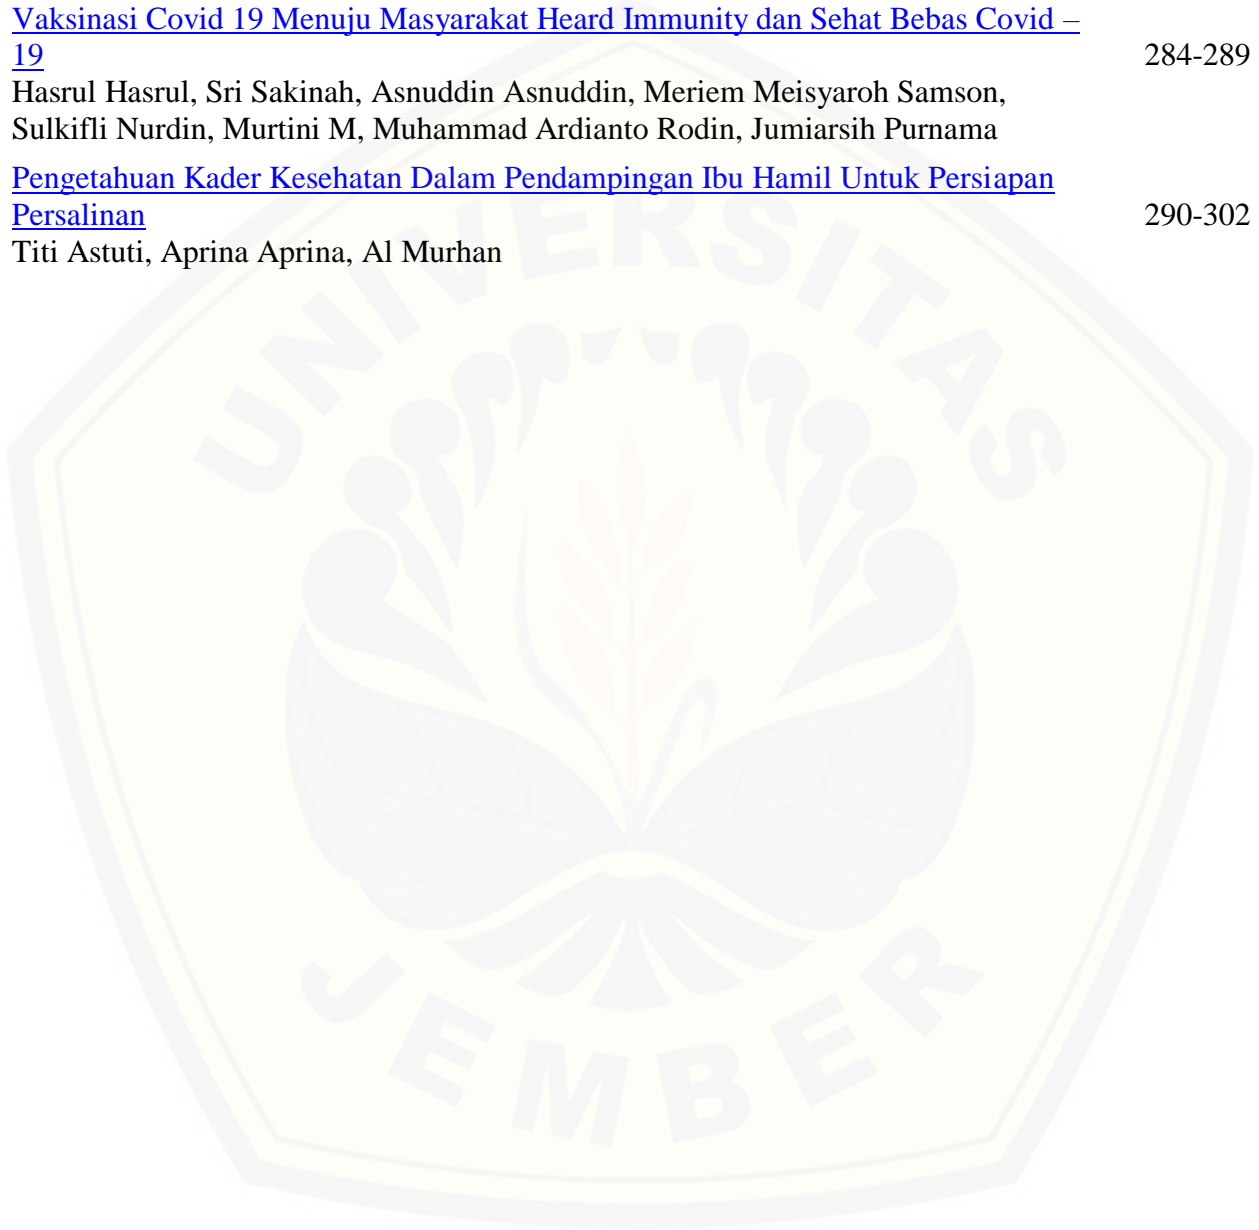 Vaksinasi Covid 19 Menuju Masyarakat Heard Immunity dan Sehat Bebas Covid –
19
284-289
Hasrul Hasrul, Sri Sakinah, Asnuddin Asnuddin, Meriem Meisyaroh Samson,
Sulkifli Nurdin, Murtini M, Muhammad Ardianto Rodin, Jumiarsih Purnama
Pengetahuan Kader Kesehatan Dalam Pendampingan Ibu Hamil Untuk Persiapan
Persalinan
290-302
Titi Astuti, Aprina Aprina, Al Murhan
UNIVERSITAS
JEMBER